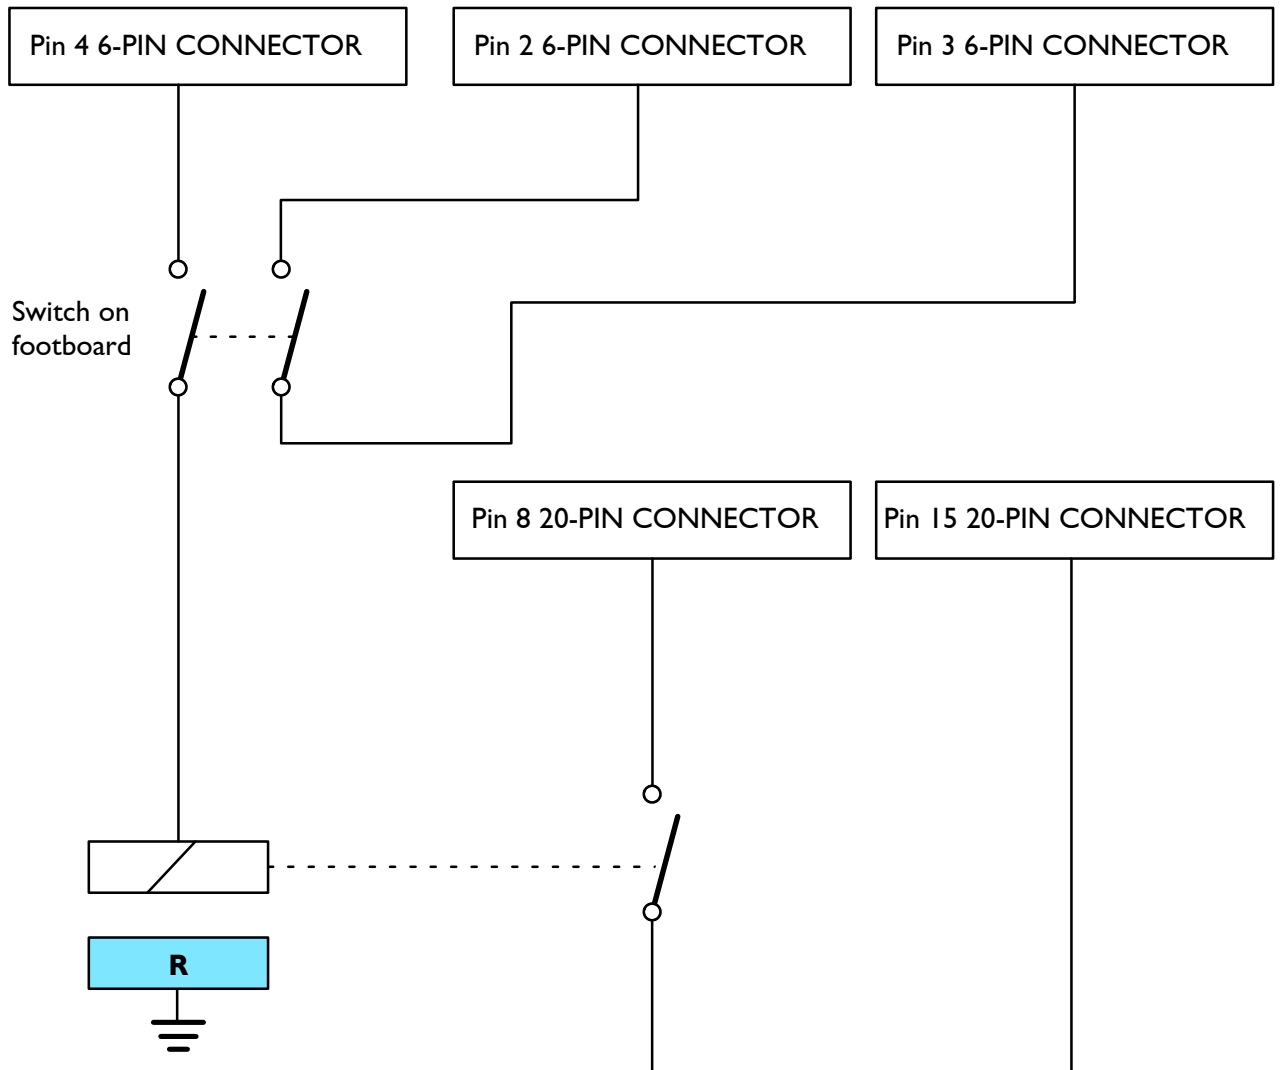 Pin 4 6-PIN CONNECTOR
Pin 2 6-PIN CONNECTOR
Pin 3 6-PIN CONNECTOR
Switch on
footboard
Pin 8 20-PIN CONNECTOR
Pin 15 20-PIN CONNECTOR
R